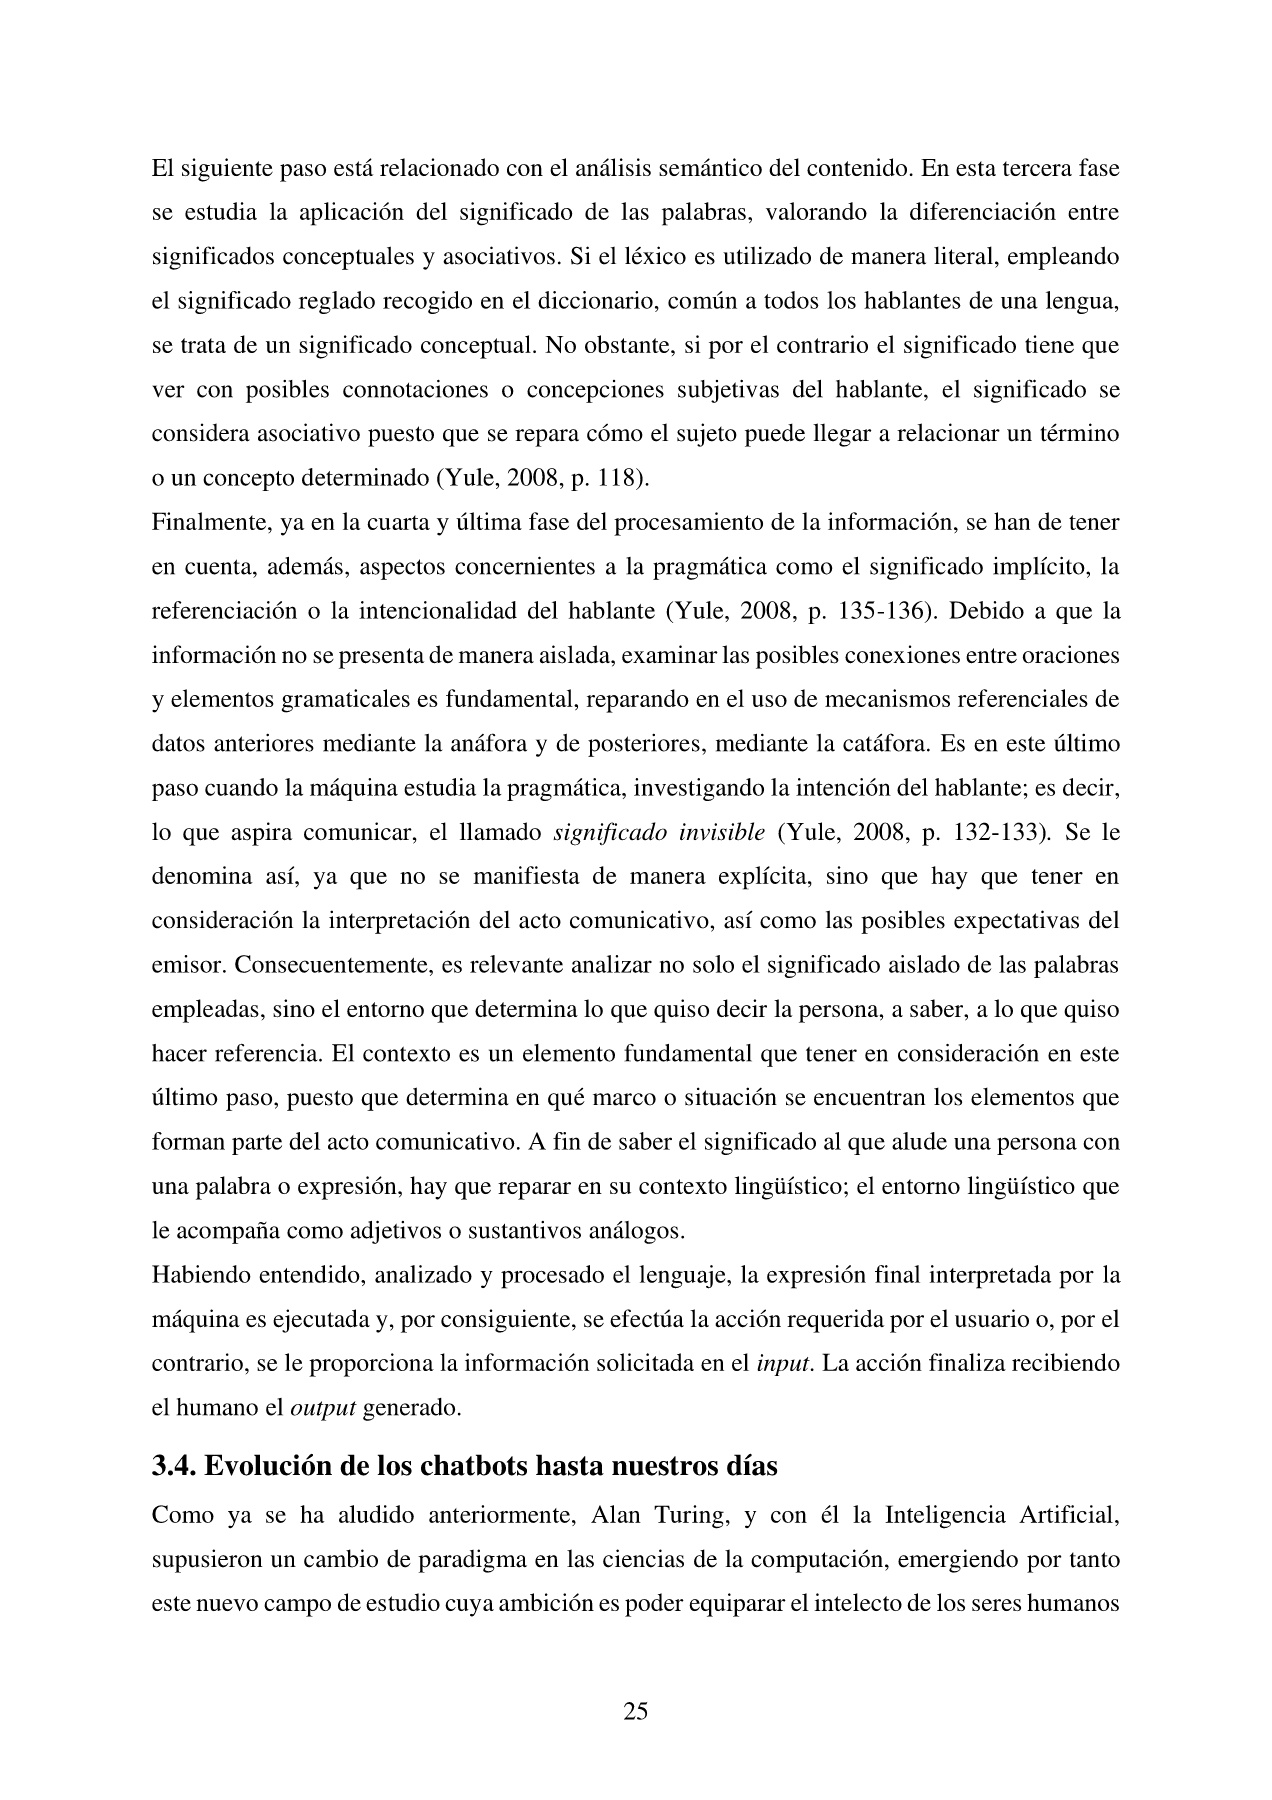 El siguiente paso está relacionado con el análisis semántico del contenido. En esta tercera fase
se estudia la aplicación del significado de las palabras, valorando la diferenciación entre
significados conceptuales y asociativos. Si el léxico es utilizado de manera literal, empleando
el significado reglado recogido en el diccionario, común a todos los hablantes de una lengua,
se trata de un significado conceptual. No obstante, si por el contrario el significado tiene que
ver con posibles connotaciones o concepciones subjetivas del hablante, el significado se
considera asociativo puesto que se repara cómo el sujeto puede llegar a relacionar un término
o un concepto determinado (Yule, 2008, p. 118).
Finalmente, ya en la cuarta y última fase del procesamiento de la información, se han de tener
en cuenta, además, aspectos concernientes a la pragmática como el significado implícito, la
referenciación o la intencionalidad del hablante (Yule, 2008, p. 135-136). Debido a que la
información no se presenta de manera aislada, examinar las posibles conexiones entre oraciones
y elementos gramaticales es fundamental, reparando en el uso de mecanismos referenciales de
datos anteriores mediante la anáfora y de posteriores, mediante la catáfora. Es en este último
paso cuando la máquina estudia la pragmática, investigando la intención del hablante; es decir,
lo que aspira comunicar, el llamado significado invisible (Yule, 2008, p. 132-133). Se le
denomina así, ya que no se manifiesta de manera explícita, sino que hay que tener en
consideración la interpretación del acto comunicativo, así como las posibles expectativas del
emisor. Consecuentemente, es relevante analizar no solo el significado aislado de las palabras
empleadas, sino el entorno que determina lo que quiso decir la persona, a saber, a lo que quiso
hacer referencia. El contexto es un elemento fundamental que tener en consideración en este
último paso, puesto que determina en qué marco o situación se encuentran los elementos que
forman parte del acto comunicativo. A fin de saber el significado al que alude una persona con
una palabra o expresión, hay que reparar en su contexto lingüístico; el entorno lingüístico que
le acompaña como adjetivos o sustantivos análogos.
Habiendo entendido, analizado y procesado el lenguaje, la expresión final interpretada por la
máquina es ejecutada y, por consiguiente, se efectúa la acción requerida por el usuario o, por el
contrario, se le proporciona la información solicitada en el input. La acción finaliza recibiendo
el humano el output generado.
3.4. Evolución de los chatbots hasta nuestros días
Como ya se ha aludido anteriormente, Alan Turing, y con él la Inteligencia Artificial,
supusieron un cambio de paradigma en las ciencias de la computación, emergiendo por tanto
este nuevo campo de estudio cuya ambición es poder equiparar el intelecto de los seres humanos
25